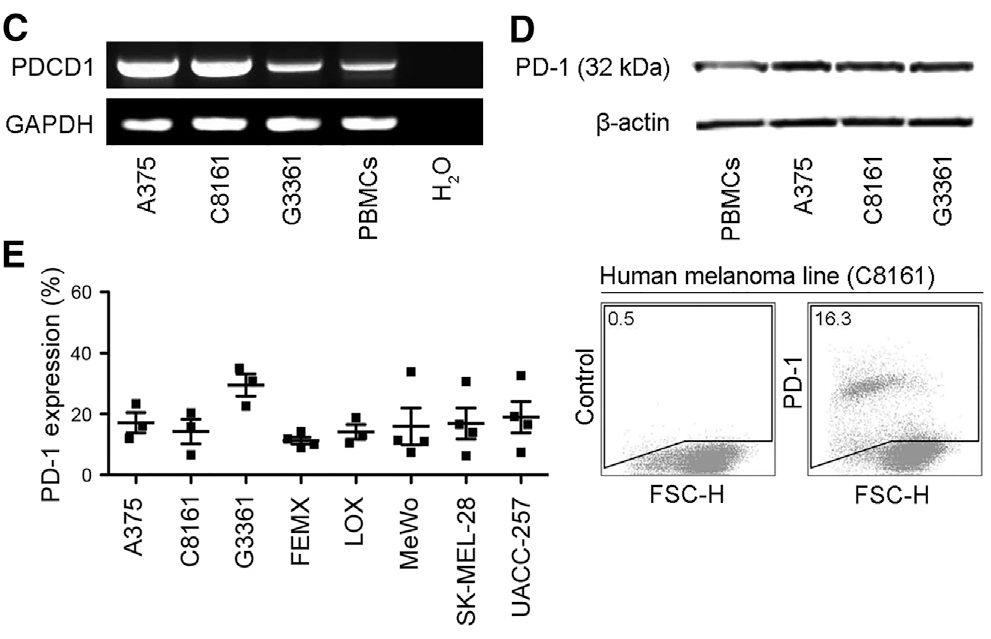 C
PDCD1
GAPDH
A375
C8161
G3361
PBMCs
H₂O
D
PD-1 (32 kDa)
β-actin
PBMCs
A375
C8161
G3361
E
PD-1 expression (%)
60
40
20
0
A375
C8161
G3361
FEMX
LOX
MeWo
SK-MEL-28
UACC-257
Human melanoma line (C8161)
Control
0.5
FSC-H
PD-1
16.3
FSC-H